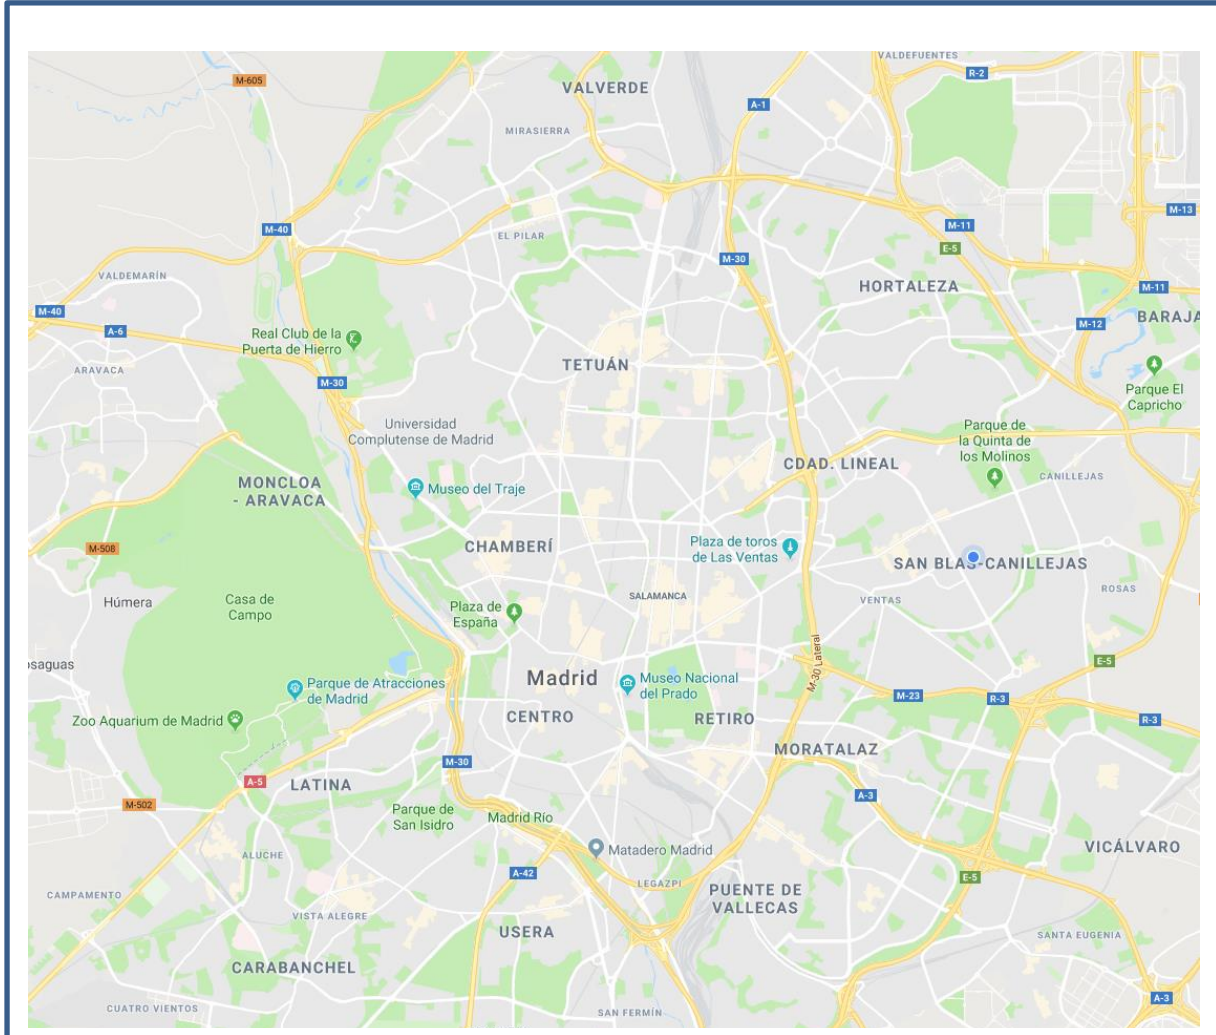 VALDEFUENTES
M-605
R-2
VALVERDE
A-1
MIRASIERRA
M-13
M-40
M-11
EL PILAR
E-5
M-30
VALDEMARÍN
HORTALEZA
M-11
M-40
BARAJA
A-6
M-12
Real Club de la
Puerta de Hierro
TETUÁN
ARAVACA
M-30
Parque El
Capricho
Universidad
Complutense de Madrid
Parque de
la Quinta de
los Molinos
CDAD. LINEAL
CANILLEJAS
MONCLOA
- ARAVACA
Museo del Traje
M-508
CHAMBERÍ
Plaza de toros
de Las Ventas
SAN BLAS-CANILLEJAS
ROSAS
Húmera
Casa de
Campo
SALAMANCA
VENTAS
Plaza de
España
osaguas
M-30 Lateral
E-5
Madrid
Museo Nacional
del Prado
Parque de Atracciones
de Madrid
M-23
R-3
Zoo Aquarium de Madrid
CENTRO
RETIRO
R-3
MORATALAZ
M-30
A-5
LATINA
A-3
M-502
Parque de
San Isidro
Madrid Río
Matadero Madrid
VICÁLVARO
ALUCHE
A-42
E-5
LEGAZPI
CAMPAMENTO
PUENTE DE
VALLECAS
VISTA ALEGRE
USERA
SANTA EUGENIA
CARABANCHEL
A-3
CUATRO VIENTOS
SAN FERMÍN